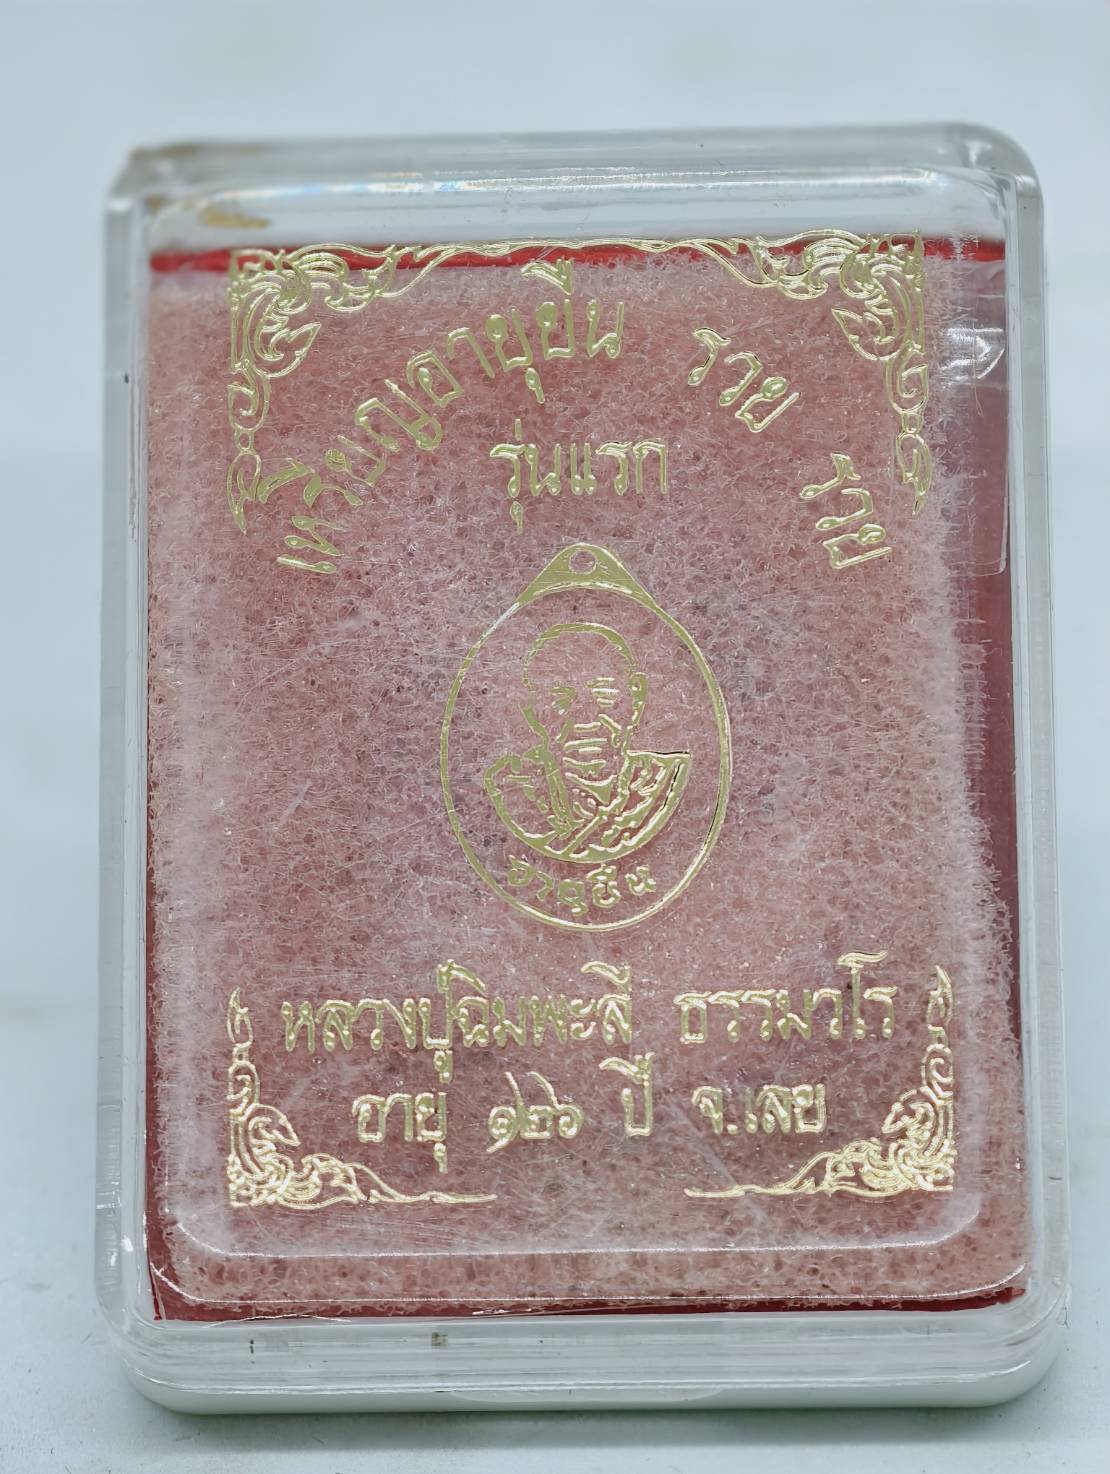 เหรียญอายุยืน รวย รวย
รุ่นแรก
อายุยืน
หลวงปู่ฉิมพะลี ธรรมวโร
อายุ ๑๒๖ ปี จ.เลย